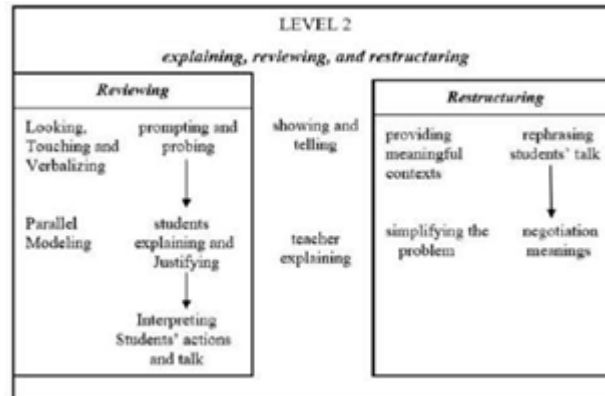 LEVEL 2
explaining, reviewing, and restructuring
Reviewing
Looking,
Touching and
Verbalizing
prompting and
probing
Parallel
Modeling
students
explaining and
Justifying
Interpreting
Students' actions
and talk
showing and
telling
teacher
explaining
Restructuring
providing
meaningful
contexts
rephrasing
students' talk
simplifying the
problem
negotiation
meanings